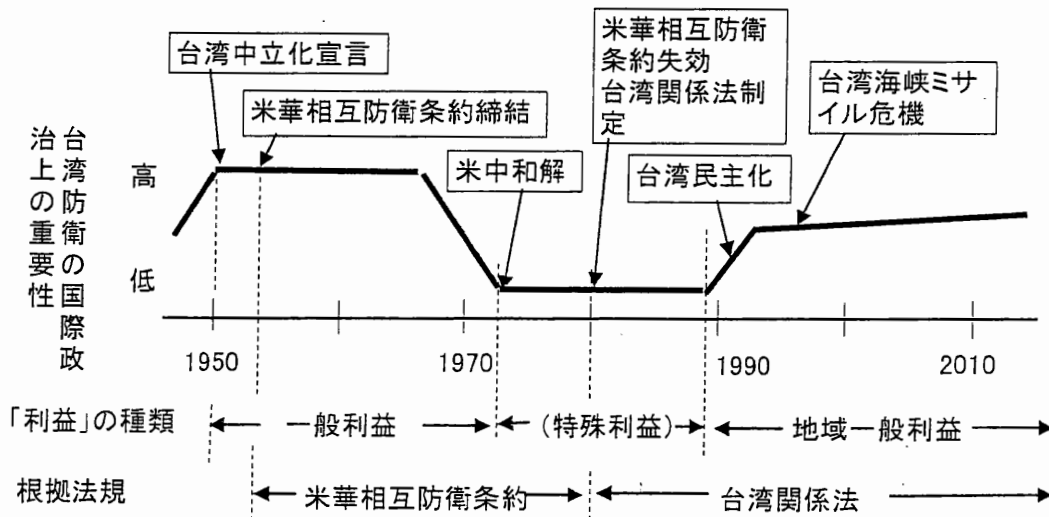 台湾中立化宣言
米華相互防衛条約締結
米華相互防衛
条約失効
台湾関係法制
定
台湾海峡ミサ
イル危機
米中和解
台湾民主化
台湾防衛の国際政
治上の重要性
高
低
1950
1970
1990
2010
「利益」の種類
一般利益
(特殊利益)
地域一般利益
根拠法規
米華相互防衛条約
台湾関係法